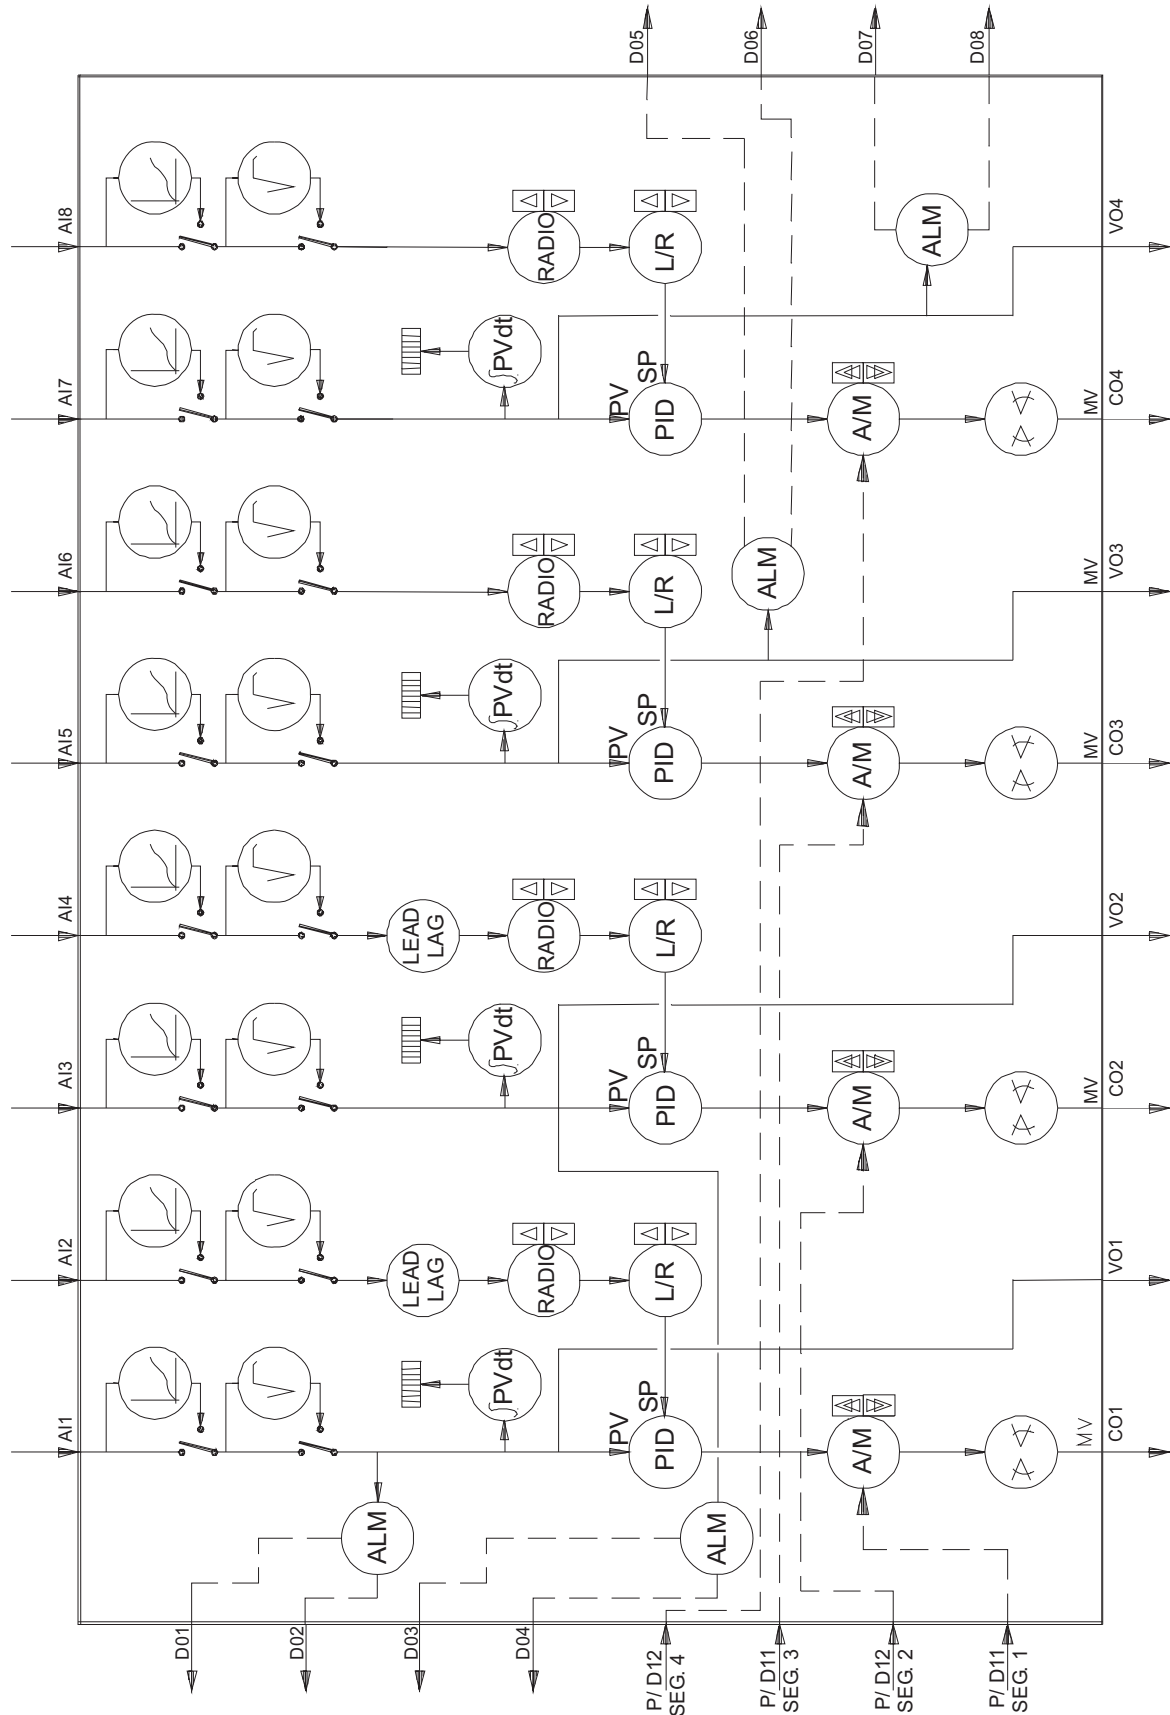 AI1
AI2
AI3
AI4
AI5
AI6
AI7
AI8
LEAD
LAG
LEAD
LAG
PVdt
RADIO
PVdt
RADIO
PVdt
RADIO
PVdt
RADIO
ALM
PV
SP
PID
L/R
PV
SP
PID
L/R
PV
SP
PID
L/R
PV
SP
PID
L/R
ALM
ALM
ALM
A/M
A/M
A/M
A/M
MV
CO1
VO1
MV
CO2
VO2
MV
CO3
MV
VO3
MV
CO4
VO4
D01
D02
D03
D04
P/ D12
SEG. 4
P/ D11
SEG. 3
P/ D12
SEG. 2
P/ D11
SEG. 1
D05
D06
D07
D08